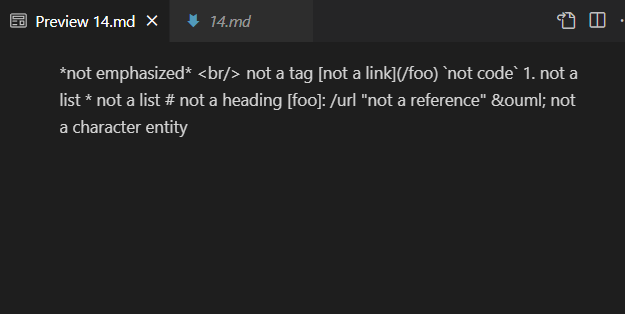 Preview 14.md 14.md
*not emphasized* <br/> not a tag [not a link](/foo) `not code` 1. not a
list * not a list # not a heading [foo]: /url "not a reference" &ouml; not
a character entity